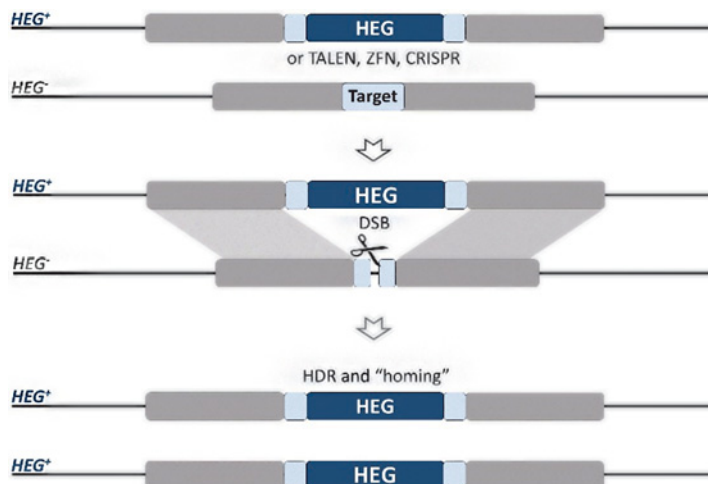 HEG⁺ HEG
or TALEN, ZFN, CRISPR
HEG⁻ Target
HEG⁺ HEG
DSB
HEG⁻
HDR and “homing”
HEG⁺ HEG
HEG⁺ HEG